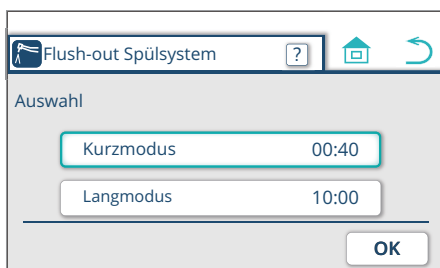 Flush-out Spülsystem ?
Auswahl
Kurzmodus 00:40
Langmodus 10:00
OK